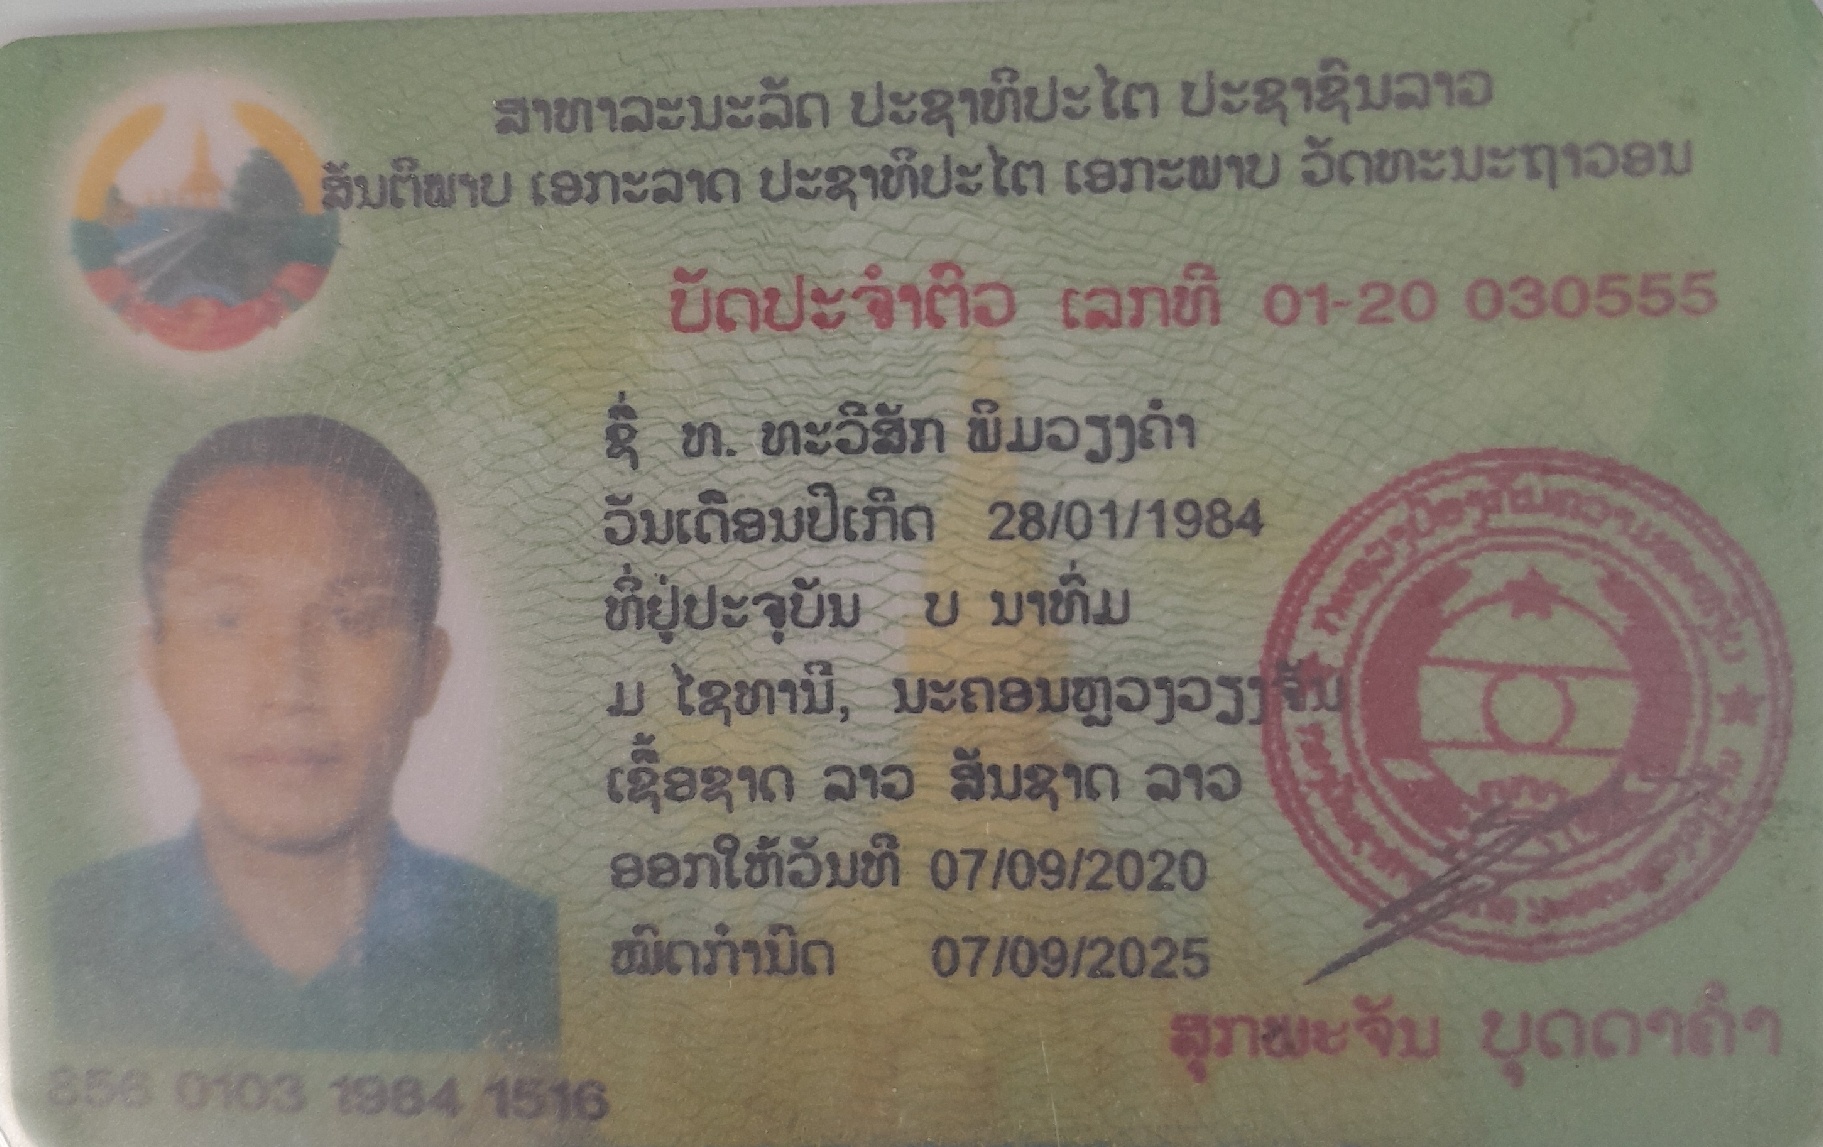 ສາທາລະນະລັດ ປະຊາທິປະໄຕ ປະຊາຊົນລາວ
ສັນຕິພາບ ເອກະລາດ ປະຊາທິປະໄຕ ເອກະພາບ ວັດທະນະຖາວອນ
ບັດປະຈຳຕົວ ເລກທີ 01-20 030555
ຊື່ ທ. ທະວີສັກ ພິມວຽງຄຳ
ວັນເດືອນປີເກີດ 28/01/1984
ທີ່ຢູ່ປະຈຸບັນ ບ ນາທົ່ມ
ມ ໄຊທານີ, ນະຄອນຫຼວງວຽງຈັນ
ເຊື້ອຊາດ ລາວ ສັນຊາດ ລາວ
ອອກໃຫ້ວັນທີ 07/09/2020
ໝົດກຳນົດ 07/09/2025
ສຸກພະຈັນ ບຸດດາຄຳ
856 0103 1984 1516